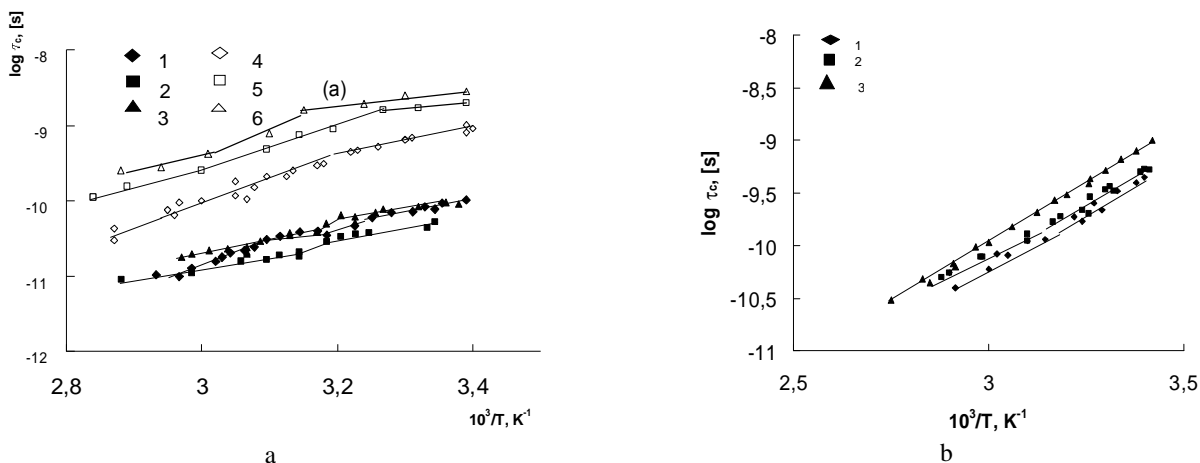 log τc, [s]
-8
-9
-10
-11
-12
1 4
2 5
3 6
(a)
2,8 3 3,2 3,4
10³/T, K⁻¹
a
log τc, [s]
-8
-8,5
-9
-9,5
-10
-10,5
-11
1
2
3
2,5 3 3,5
10³/T, K⁻¹
b